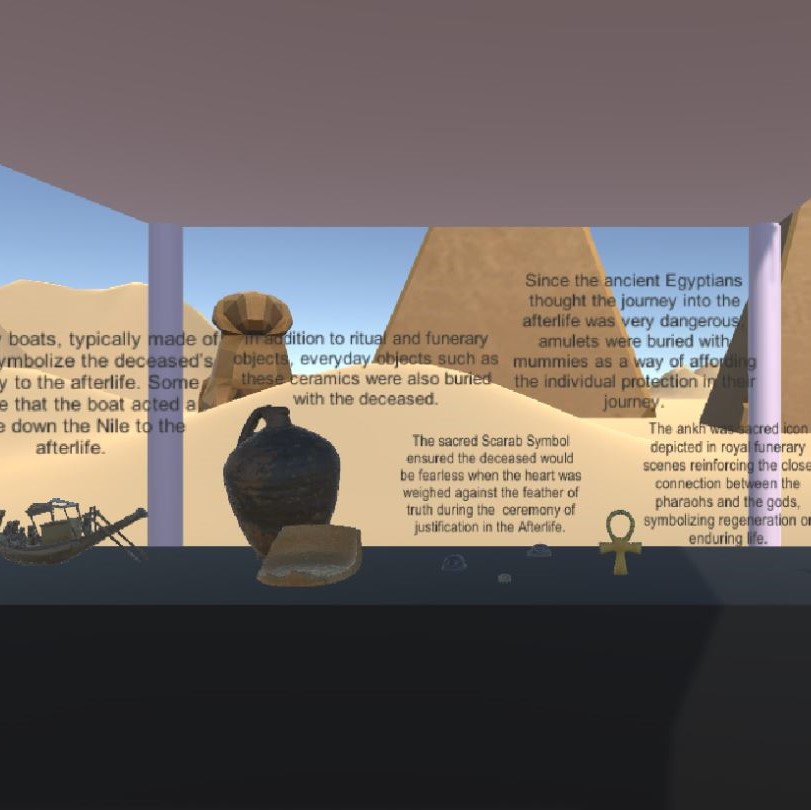 boats, typically made of
ymbolize the deceased's
y to the afterlife. Some
e that the boat acted a
e down the Nile to the
afterlife.
In addition to ritual and funerary
objects, everyday objects such as
these ceramics were also buried
with the deceased.
Since the ancient Egyptians
thought the journey into the
afterlife was very dangerous,
amulets were buried with
mummies as a way of affording
the individual protection in their
journey.
The sacred Scarab Symbol
ensured the deceased would
be fearless when the heart was
weighed against the feather of
truth during the ceremony of
justification in the Afterlife.
The ankh was sacred icon
depicted in royal funerary
scenes reinforcing the close
connection between the
pharaohs and the gods,
symbolizing regeneration or
enduring life.